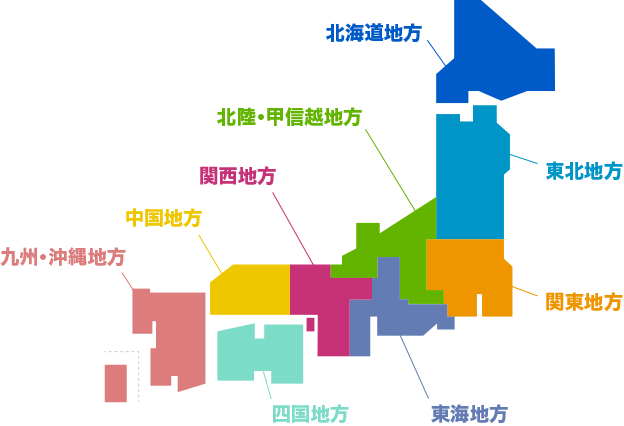 北海道地方
北陸・甲信越地方
東北地方
関西地方
中国地方
九州・沖縄地方
関東地方
四国地方
東海地方